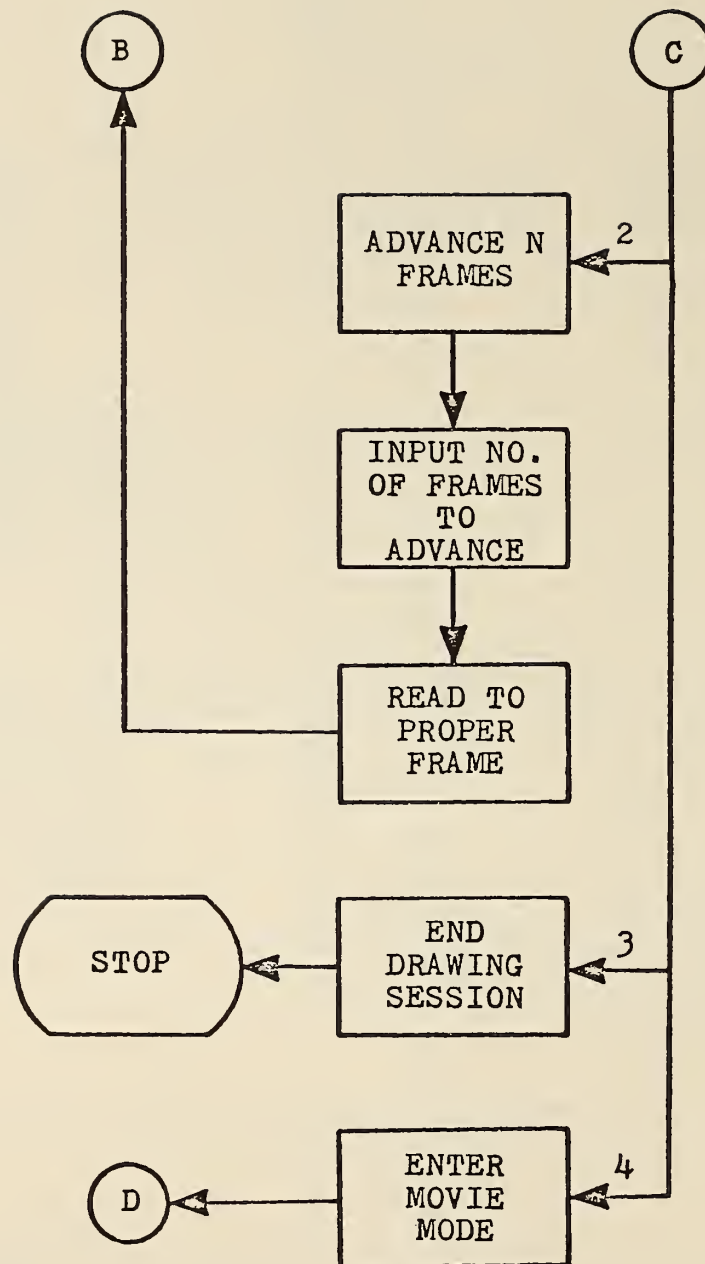 B
C
2
ADVANCE N
FRAMES
INPUT NO.
OF FRAMES
TO
ADVANCE
READ TO
PROPER
FRAME
STOP
END
DRAWING
SESSION
3
D
ENTER
MOVIE
MODE
4